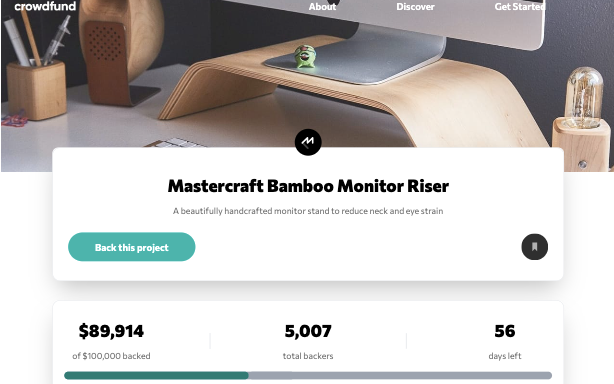 crowdfund About Discover Get Started
Mastercraft Bamboo Monitor Riser
A beautifully handcrafted monitor stand to reduce neck and eye strain
Back this project
$89,914 5,007 56
of $100,000 backed total backers days left